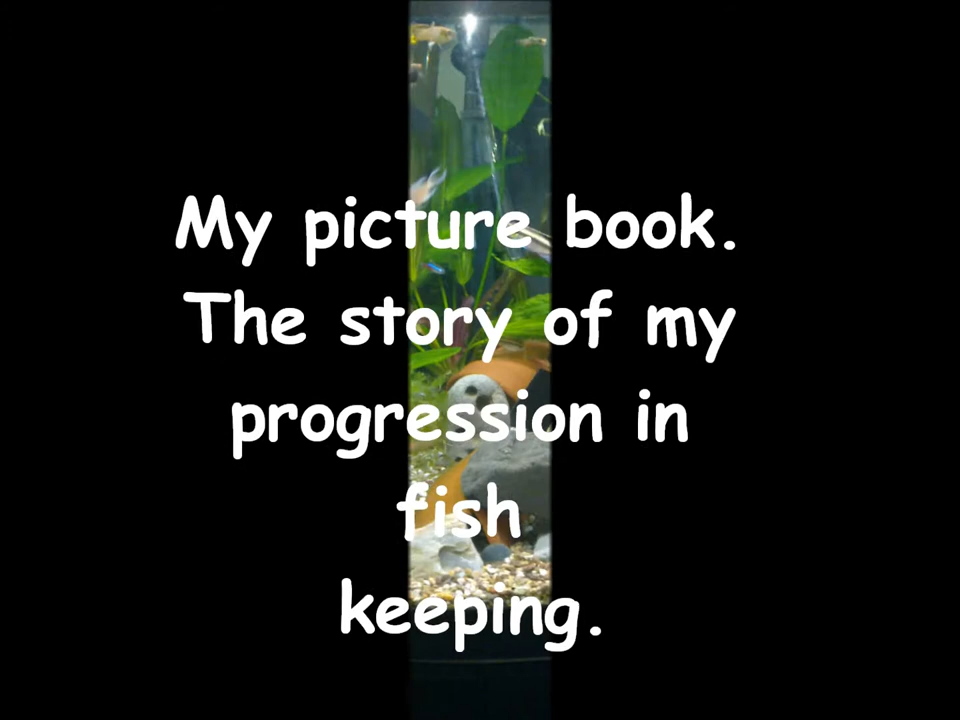 My picture book.
The story of my
progression in
fish
keeping.